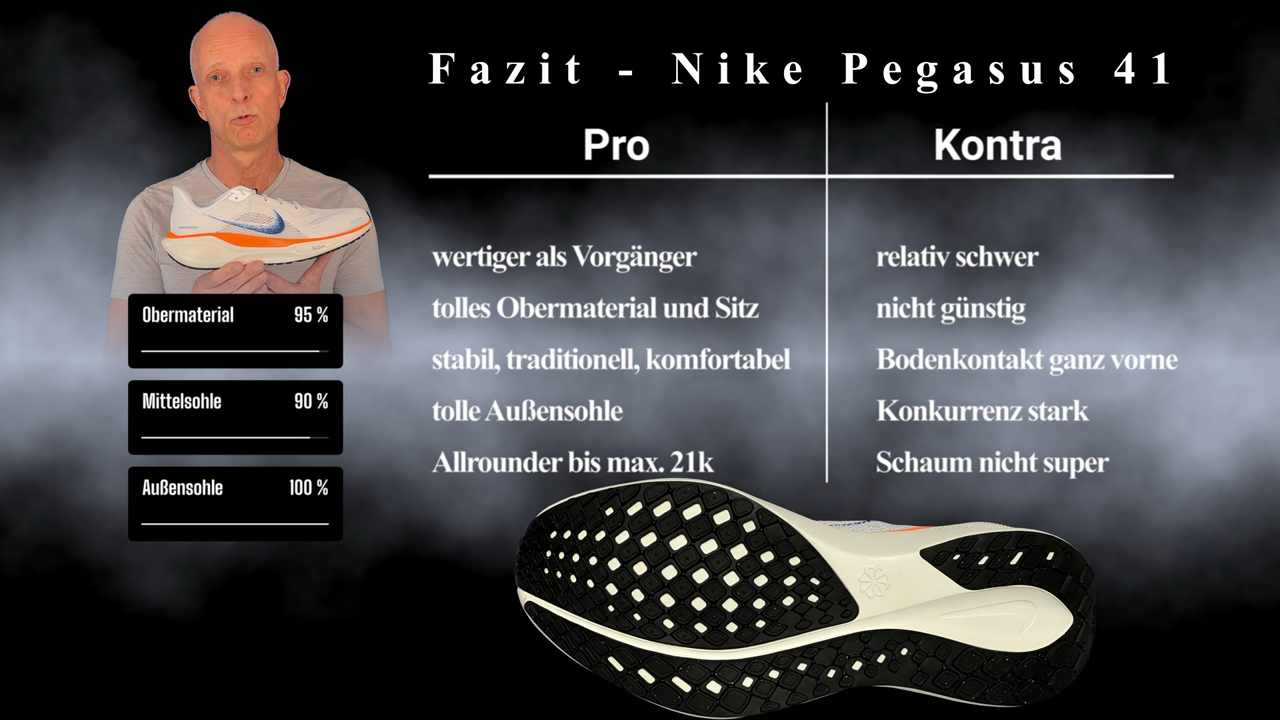 Fazit - Nike Pegasus 41
Pro
Kontra
wertiger als Vorgänger
relativ schwer
tolles Obermaterial und Sitz
nicht günstig
stabil, traditionell, komfortabel
Bodenkontakt ganz vorne
tolle Außensohle
Konkurrenz stark
Allrounder bis max. 21k
Schaum nicht super
Obermaterial 95 %
Mittelsohle 90 %
Außensohle 100 %